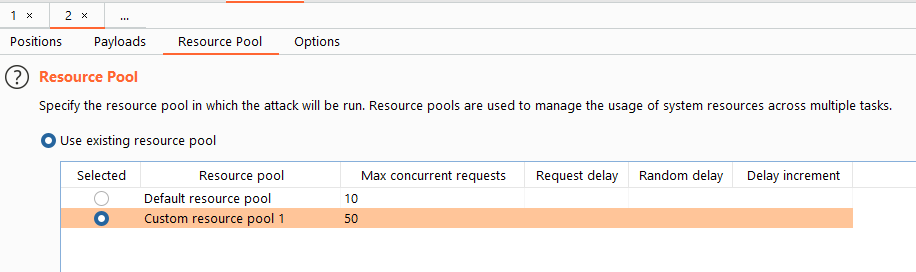 1 × 2 × ...
Positions Payloads Resource Pool Options
? Resource Pool
Specify the resource pool in which the attack will be run. Resource pools are used to manage the usage of system resources across multiple tasks.
Use existing resource pool
Selected Resource pool Max concurrent requests Request delay Random delay Delay increment
Default resource pool 10
Custom resource pool 1 50